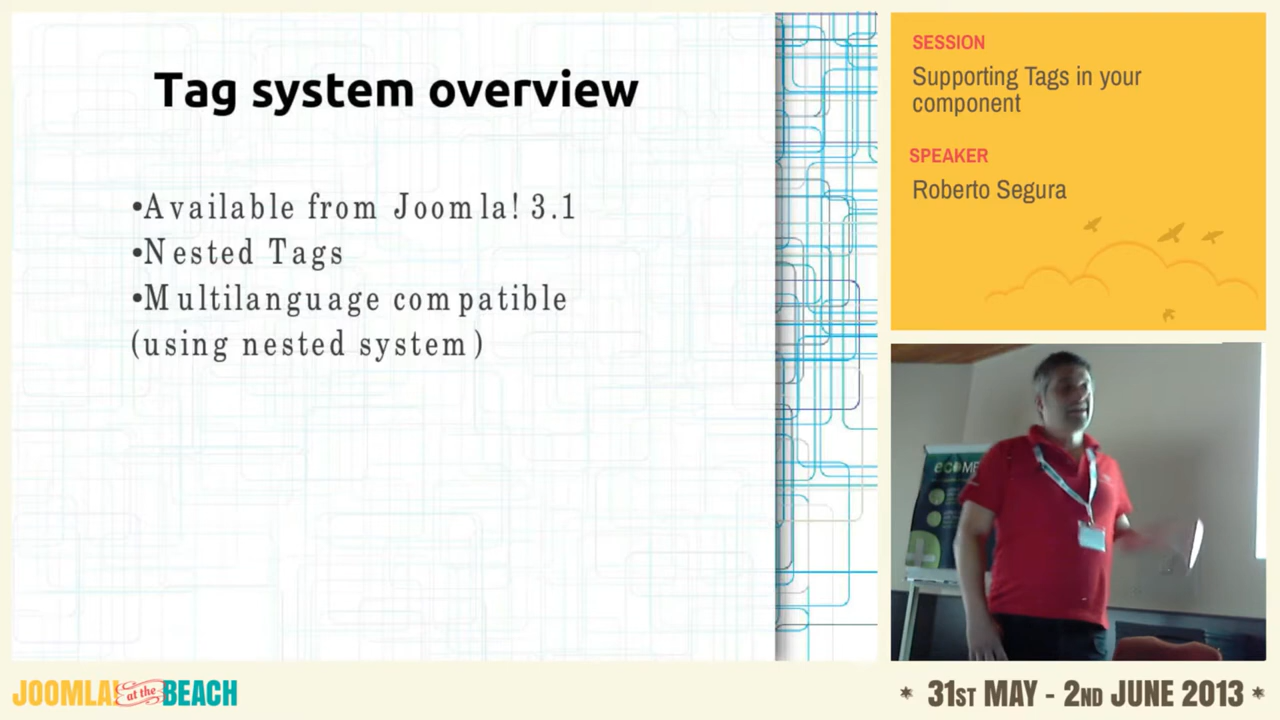 Tag system overview
•Available from Joomla! 3.1
•Nested Tags
•Multilanguage compatible
(using nested system)
SESSION
Supporting Tags in your
component
SPEAKER
Roberto Segura
JOOMLA! at the BEACH
* 31ST MAY - 2ND JUNE 2013 *